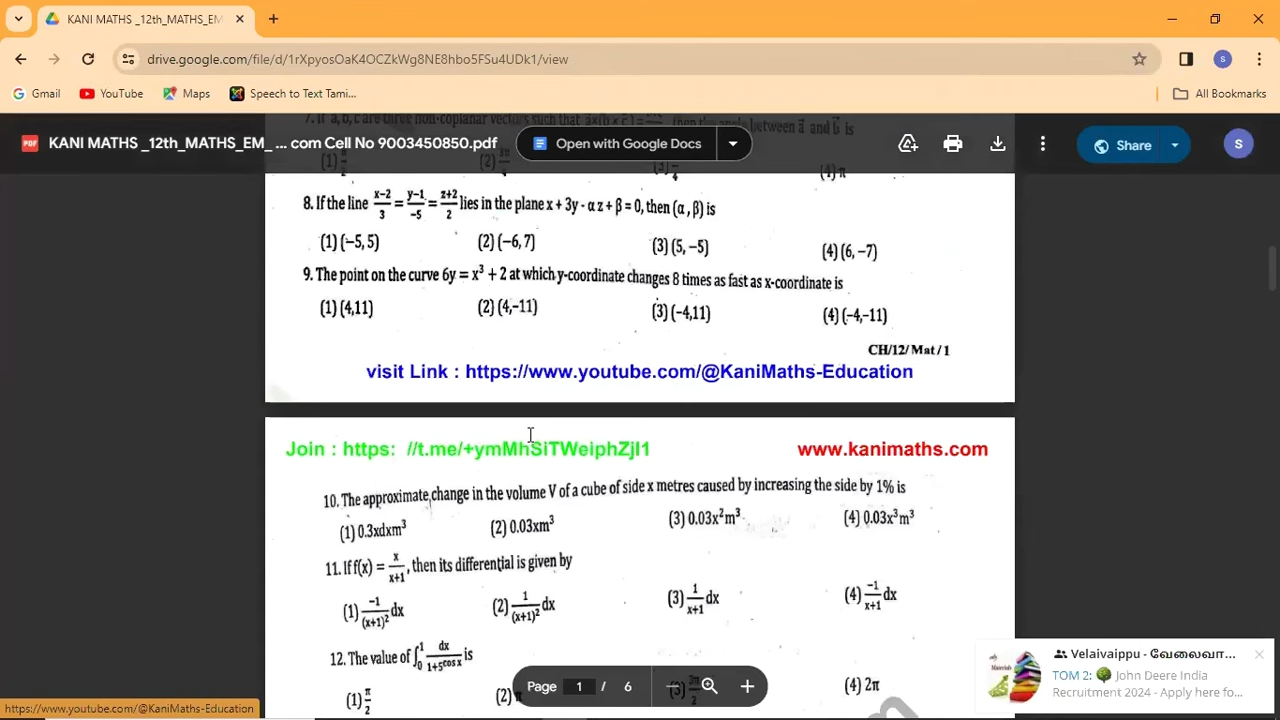 KANI MATHS _12th_MATHS_EM_
drive.google.com/file/d/1rXpyosOaK4OCZkWg8NE8hbo5FSu4UDk1/view
Gmail YouTube Maps Speech to Text Tami... All Bookmarks
KANI MATHS _12th_MATHS_EM_ ... com Cell No 9003450850.pdf Open with Google Docs Share S
8. If the line x−2/3 = y−1/−5 = z+2/2 lies in the plane x + 3y - α z + β = 0, then (α , β) is
(1) (−5, 5) (2) (−6, 7) (3) (5, −5) (4) (6, −7)
9. The point on the curve 6y = x³ + 2 at which y-coordinate changes 8 times as fast as x-coordinate is
(1) (4,11) (2) (4,-11) (3) (−4,11) (4) (−4,−11)
CH/12/ Mat / 1
visit Link : https://www.youtube.com/@KaniMaths-Education
Join : https: //t.me/+ymMhSiTWeiphZjI1 www.kanimaths.com
10. The approximate change in the volume V of a cube of side x metres caused by increasing the side by 1% is
(1) 0.3xdxm³ (2) 0.03xm³ (3) 0.03x²m³ (4) 0.03x³m³
11. If f(x) = x/x+1, then its differential is given by
(1) −1/(x+1)² dx (2) 1/(x+1)² dx (3) 1/x+1 dx (4) −1/x+1 dx
12. The value of ∫₀¹ dx/1+5^cos x is
(1) π/2 (2) (4) 2π
Page 1 / 6
Velaivaippu - வேலைவா...
TOM 2: John Deere India
Recruitment 2024 - Apply here fo...
https://www.youtube.com/@KaniMaths-Education